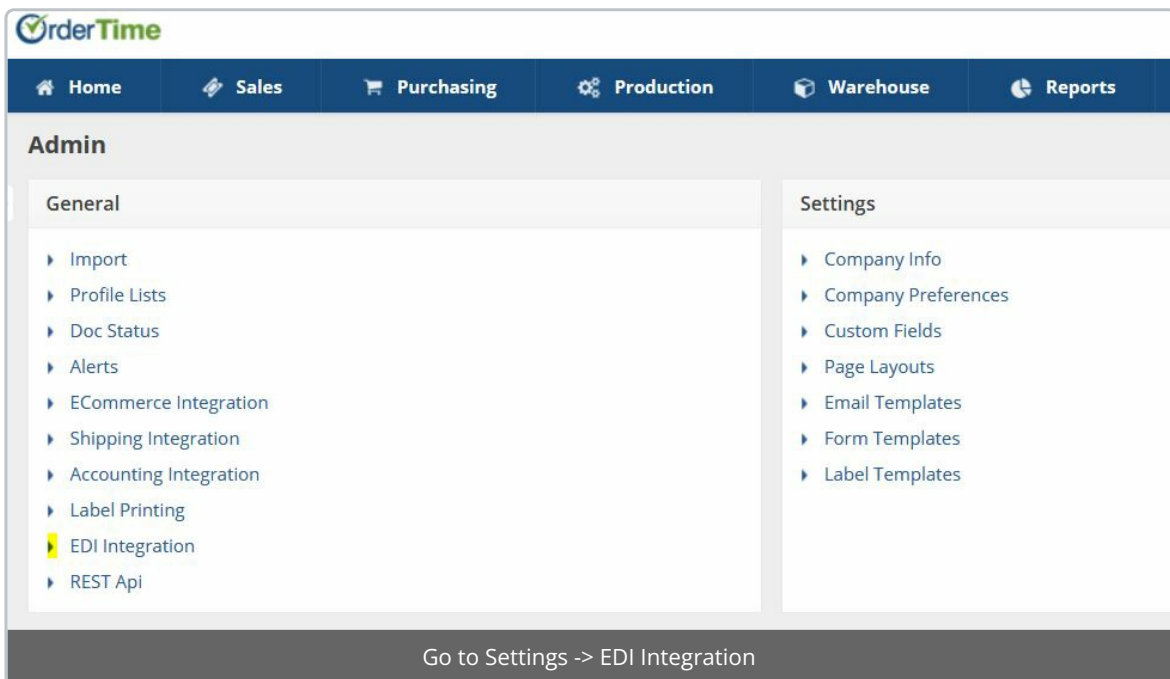 OrderTime
Home Sales Purchasing Production Warehouse Reports
Admin
General
Import
Profile Lists
Doc Status
Alerts
ECommerce Integration
Shipping Integration
Accounting Integration
Label Printing
EDI Integration
REST Api
Settings
Company Info
Company Preferences
Custom Fields
Page Layouts
Email Templates
Form Templates
Label Templates
Go to Settings -> EDI Integration